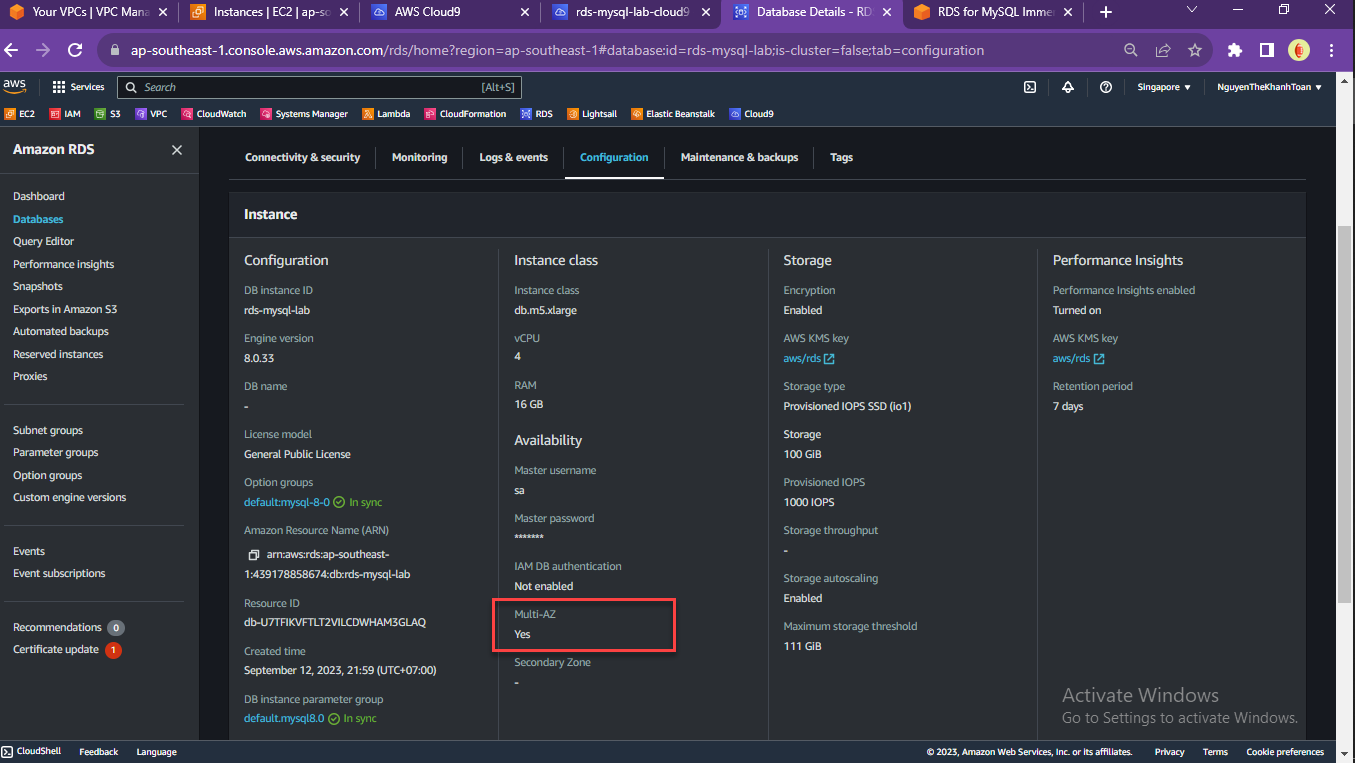 Your VPCs | VPC Mana
Instances | EC2 | ap-so
AWS Cloud9
rds-mysql-lab-cloud9
Database Details - RD
RDS for MySQL Immer
ap-southeast-1.console.aws.amazon.com/rds/home?region=ap-southeast-1#database:id=rds-mysql-lab;is-cluster=false;tab=configuration
aws
Services
Search
[Alt+S]
Singapore
NguyenTheKhanhToan
EC2
IAM
S3
VPC
CloudWatch
Systems Manager
Lambda
CloudFormation
RDS
Lightsail
Elastic Beanstalk
Cloud9
Amazon RDS
Dashboard
Databases
Query Editor
Performance insights
Snapshots
Exports in Amazon S3
Automated backups
Reserved instances
Proxies
Subnet groups
Parameter groups
Option groups
Custom engine versions
Events
Event subscriptions
Recommendations 0
Certificate update 1
Connectivity & security
Monitoring
Logs & events
Configuration
Maintenance & backups
Tags
Instance
Configuration
DB instance ID
rds-mysql-lab
Engine version
8.0.33
DB name
-
License model
General Public License
Option groups
default:mysql-8-0 In sync
Amazon Resource Name (ARN)
arn:aws:rds:ap-southeast-
1:439178858674:db:rds-mysql-lab
Resource ID
db-U7TFIKVFTLT2VILCDWHAM3GLAQ
Created time
September 12, 2023, 21:59 (UTC+07:00)
DB instance parameter group
default.mysql8.0 In sync
Instance class
Instance class
db.m5.xlarge
vCPU
4
RAM
16 GB
Availability
Master username
sa
Master password
*******
IAM DB authentication
Not enabled
Multi-AZ
Yes
Secondary Zone
-
Storage
Encryption
Enabled
AWS KMS key
aws/rds
Storage type
Provisioned IOPS SSD (io1)
Storage
100 GiB
Provisioned IOPS
1000 IOPS
Storage throughput
-
Storage autoscaling
Enabled
Maximum storage threshold
111 GiB
Performance Insights
Performance Insights enabled
Turned on
AWS KMS key
aws/rds
Retention period
7 days
Activate Windows
Go to Settings to activate Windows.
CloudShell
Feedback
Language
© 2023, Amazon Web Services, Inc. or its affiliates.
Privacy
Terms
Cookie preferences